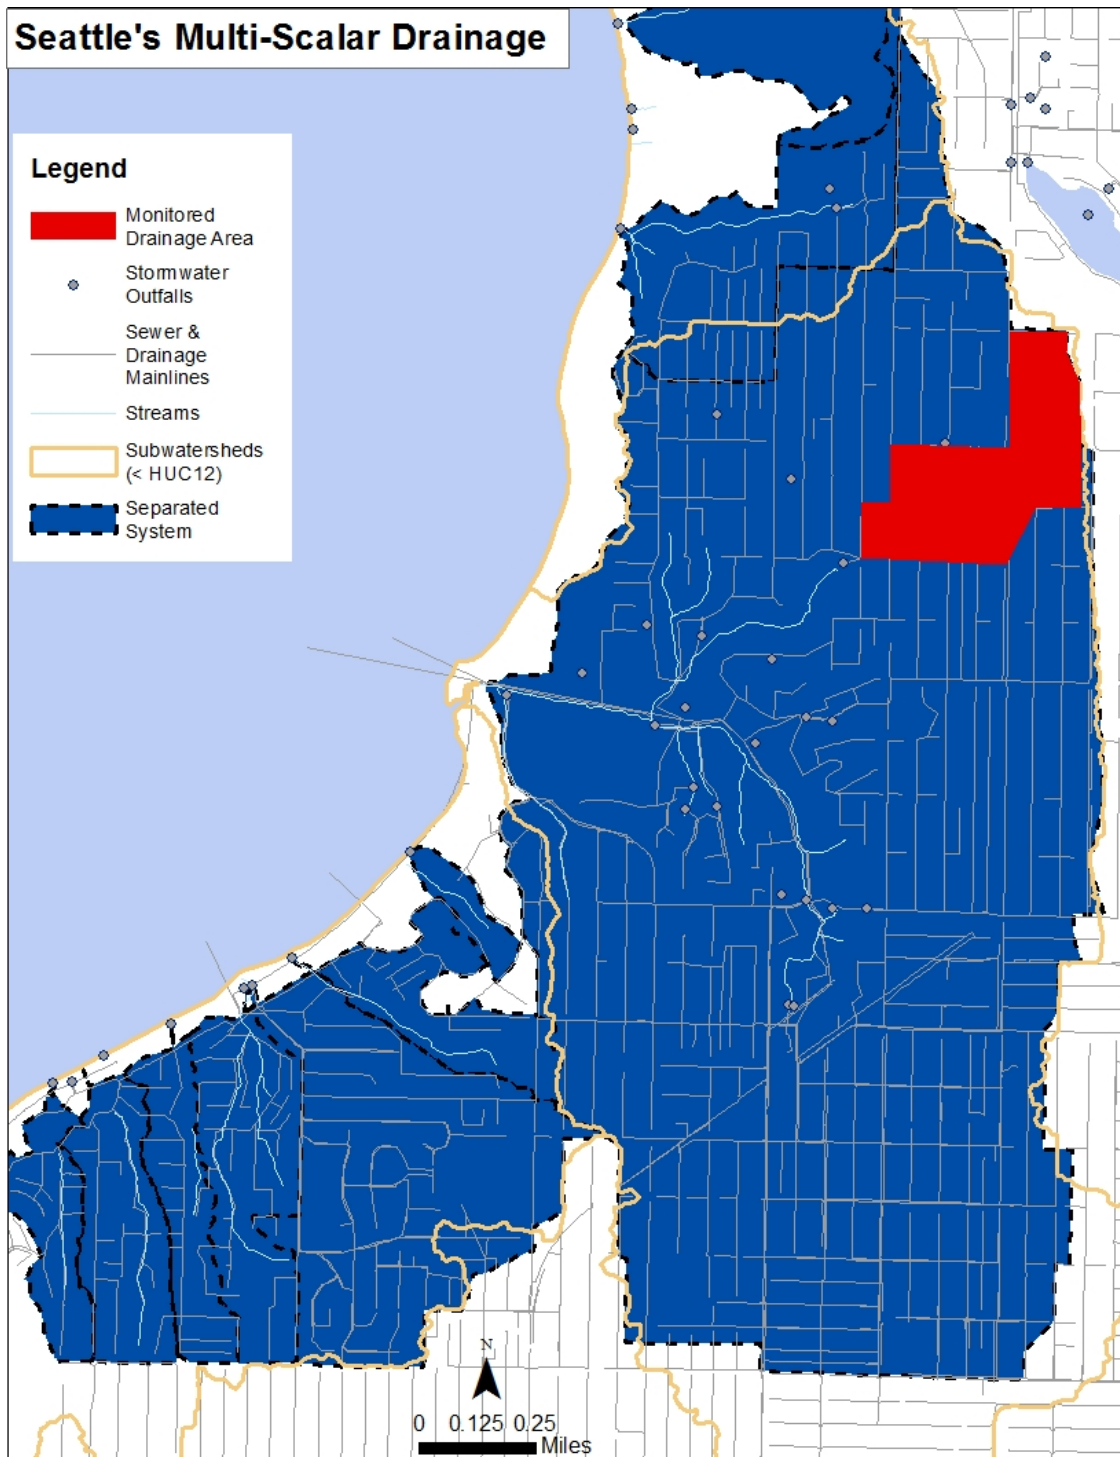 Seattle's Multi-Scalar Drainage
Legend
Monitored
Drainage Area
Stormwater
Outfalls
Sewer &
Drainage
Mainlines
Streams
Subwatersheds
(< HUC12)
Separated
System
N
0 0.125 0.25
Miles